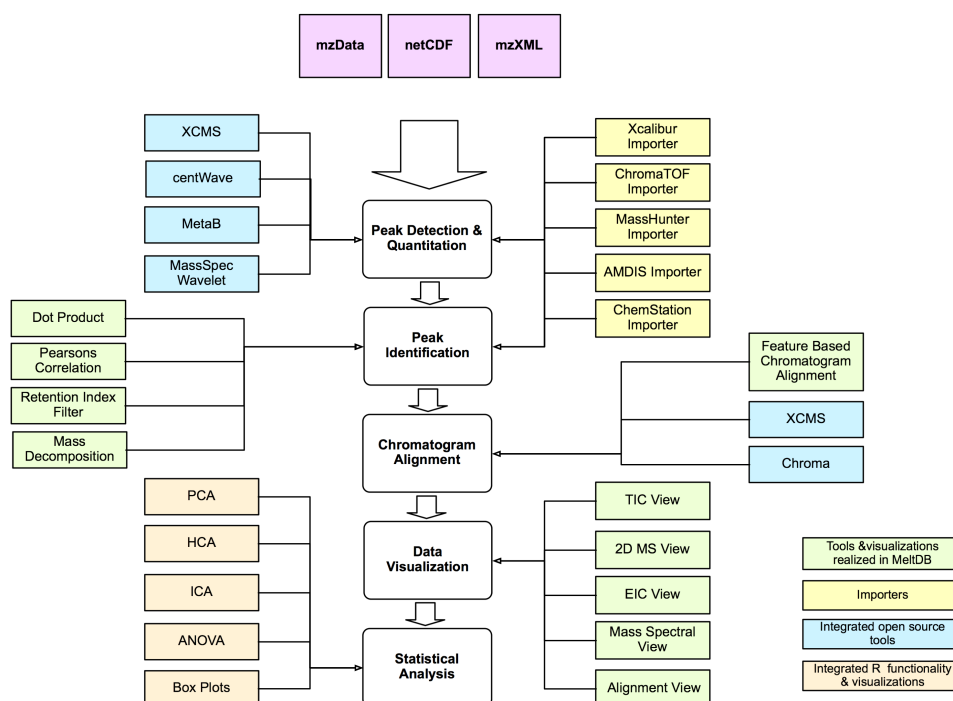 mzData
netCDF
mzXML
XCMS
centWave
MetaB
MassSpec
Wavelet
Xcalibur
Importer
ChromaTOF
Importer
MassHunter
Importer
AMDIS Importer
ChemStation
Importer
Peak Detection &
Quantitation
Dot Product
Pearsons
Correlation
Retention Index
Filter
Mass
Decomposition
Peak
Identification
Feature Based
Chromatogram
Alignment
XCMS
Chroma
Chromatogram
Alignment
PCA
HCA
ICA
ANOVA
Box Plots
Data
Visualization
TIC View
2D MS View
EIC View
Mass Spectral
View
Alignment View
Statistical
Analysis
Tools &visualizations
realized in MeltDB
Importers
Integrated open source
tools
Integrated R functionality
& visualizations